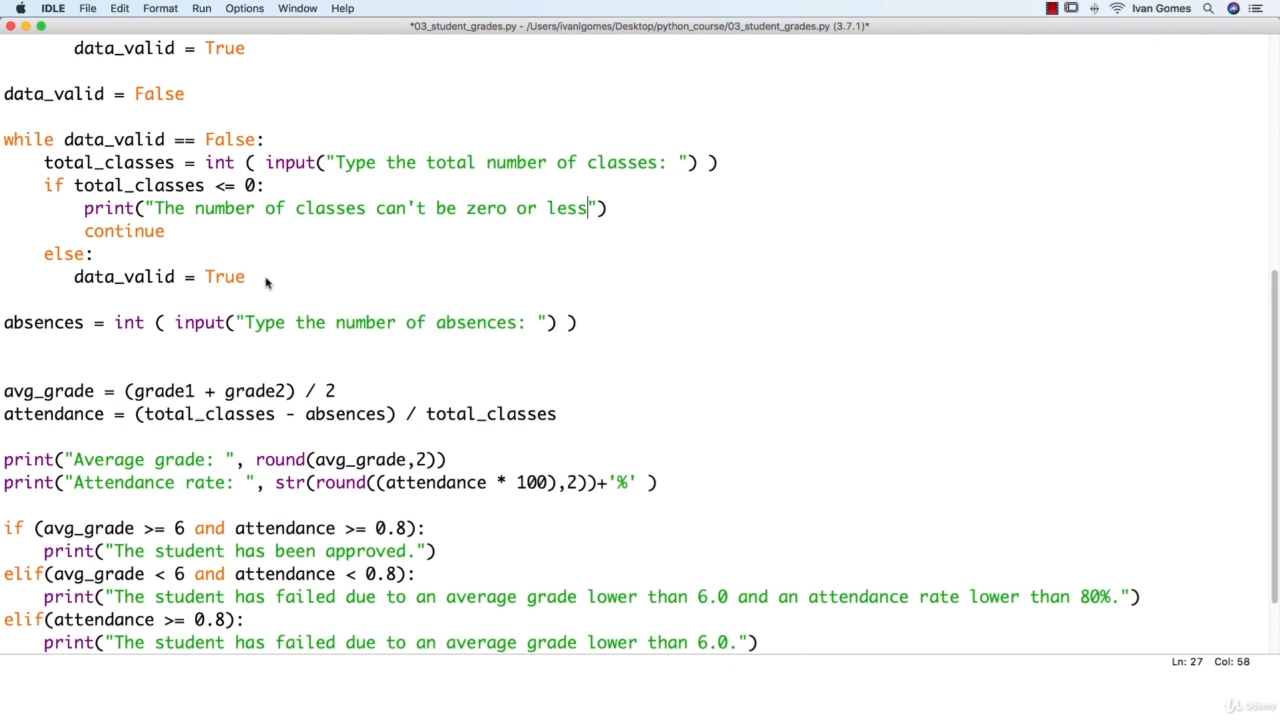 IDLE File Edit Format Run Options Window Help Ivan Gomes
*03_student_grades.py - /Users/ivanlgomes/Desktop/python_course/03_student_grades.py (3.7.1)*
data_valid = True
data_valid = False
while data_valid == False:
total_classes = int ( input("Type the total number of classes: ") )
if total_classes <= 0:
print("The number of classes can't be zero or less")
continue
else:
data_valid = True
absences = int ( input("Type the number of absences: ") )
avg_grade = (grade1 + grade2) / 2
attendance = (total_classes - absences) / total_classes
print("Average grade: ", round(avg_grade,2))
print("Attendance rate: ", str(round((attendance * 100),2))+'%' )
if (avg_grade >= 6 and attendance >= 0.8):
print("The student has been approved.")
elif(avg_grade < 6 and attendance < 0.8):
print("The student has failed due to an average grade lower than 6.0 and an attendance rate lower than 80%.")
elif(attendance >= 0.8):
print("The student has failed due to an average grade lower than 6.0.")
Ln: 27 Col: 58
Udemy